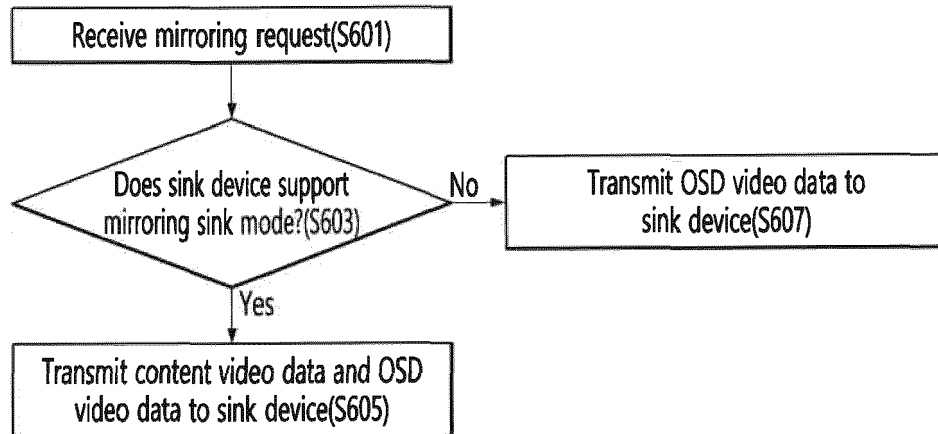 Receive mirroring request(S601)
Does sink device support
mirroring sink mode?(S603)
No
Transmit OSD video data to
sink device(S607)
Yes
Transmit content video data and OSD
video data to sink device(S605)